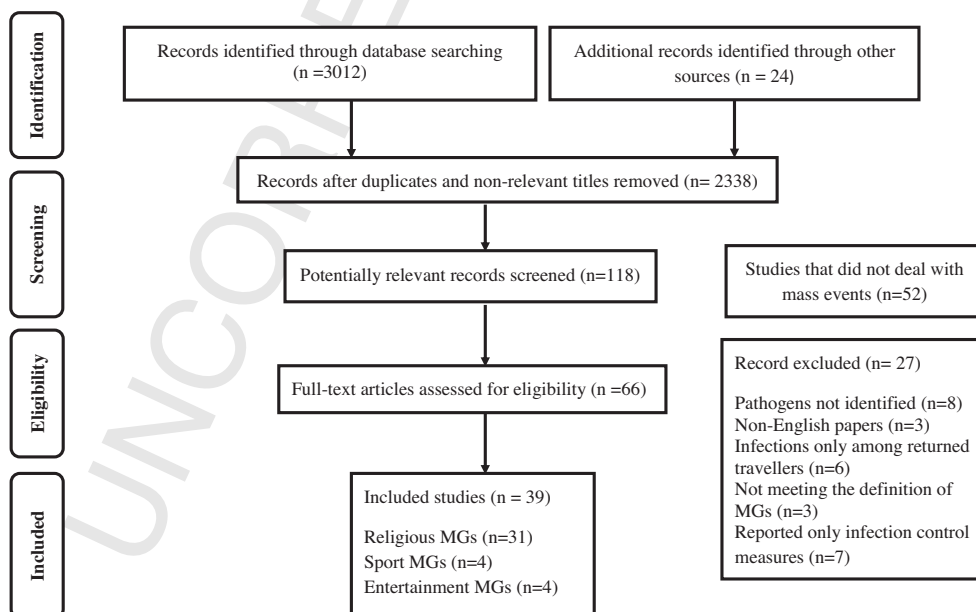 Identification
Records identified through database searching
(n =3012)
Additional records identified through other
sources (n = 24)
Records after duplicates and non-relevant titles removed (n= 2338)
Screening
Potentially relevant records screened (n=118)
Studies that did not deal with
mass events (n=52)
Eligibility
Full-text articles assessed for eligibility (n =66)
Record excluded (n= 27)
Pathogens not identified (n=8)
Non-English papers (n=3)
Infections only among returned
travellers (n=6)
Not meeting the definition of
MGs (n=3)
Reported only infection control
measures (n=7)
Included
Included studies (n = 39)
Religious MGs (n=31)
Sport MGs (n=4)
Entertainment MGs (n=4)